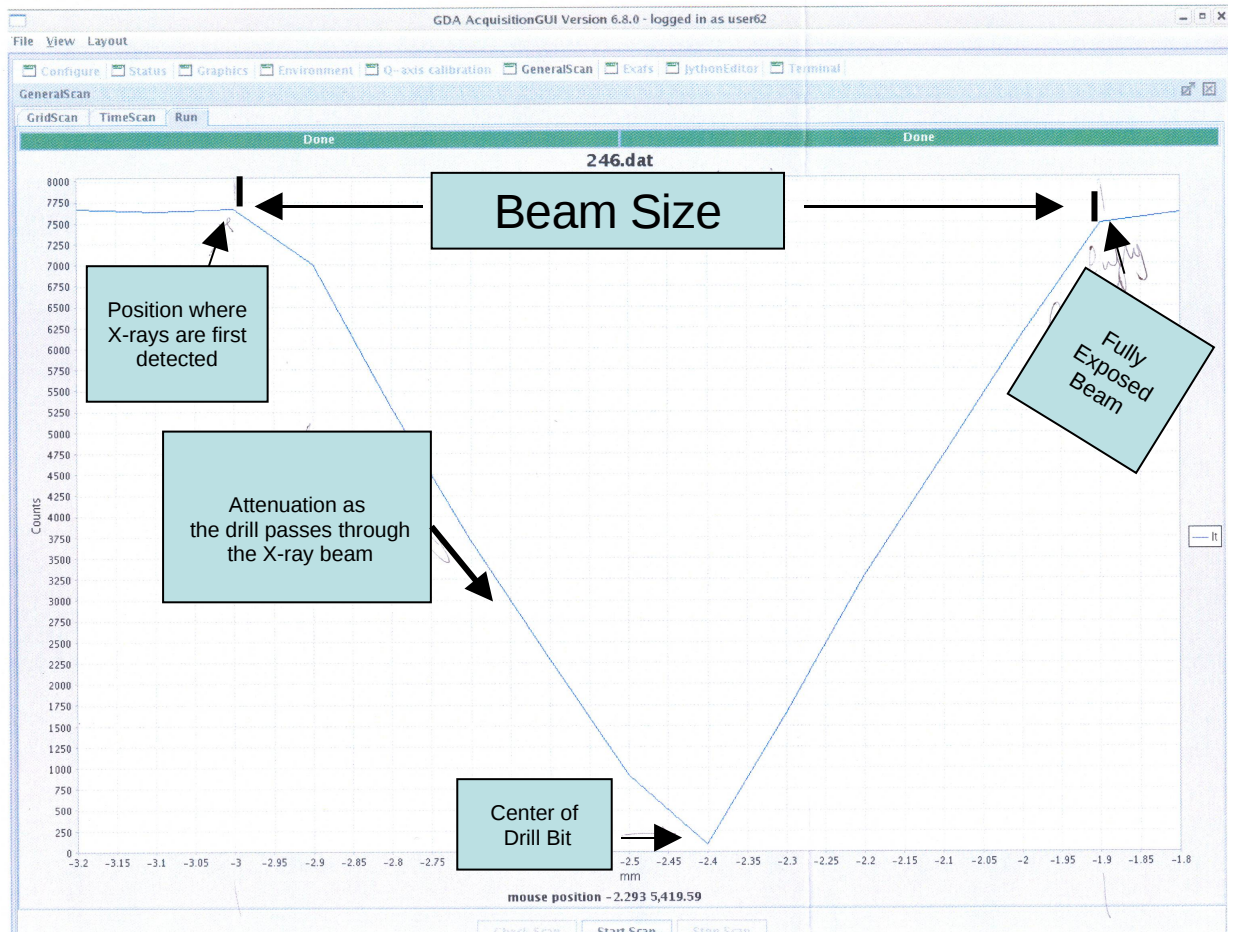 GDA AcquisitionGUI Version 6.8.0 - logged in as user62
File View Layout
Configure Status Graphics Environment Q-axis calibration GeneralScan Exafs JythonEditor Terminal
GeneralScan
GridScan TimeScan Run
Done Done
246.dat
Beam Size
Position where
X-rays are first
detected
Fully
Exposed
Beam
Attenuation as
the drill passes through
the X-ray beam
Center of
Drill Bit
8000
7750
7500
7250
7000
6500
6250
6000
5750
5500
5250
5000
4750
4500
4250
4000
3750
3500
3250
3000
2750
2500
2250
2000
1750
1500
1250
1000
750
500
250
0
Counts
It
-3.2 -3.15 -3.1 -3.05 -3 -2.95 -2.9 -2.85 -2.8 -2.75 -2.5 -2.45 -2.4 -2.35 -2.3 -2.25 -2.2 -2.15 -2.1 -2.05 -2 -1.95 -1.9 -1.85 -1.8
mm
mouse position -2.293 5,419.59
Check Scan Start Scan Stop Scan